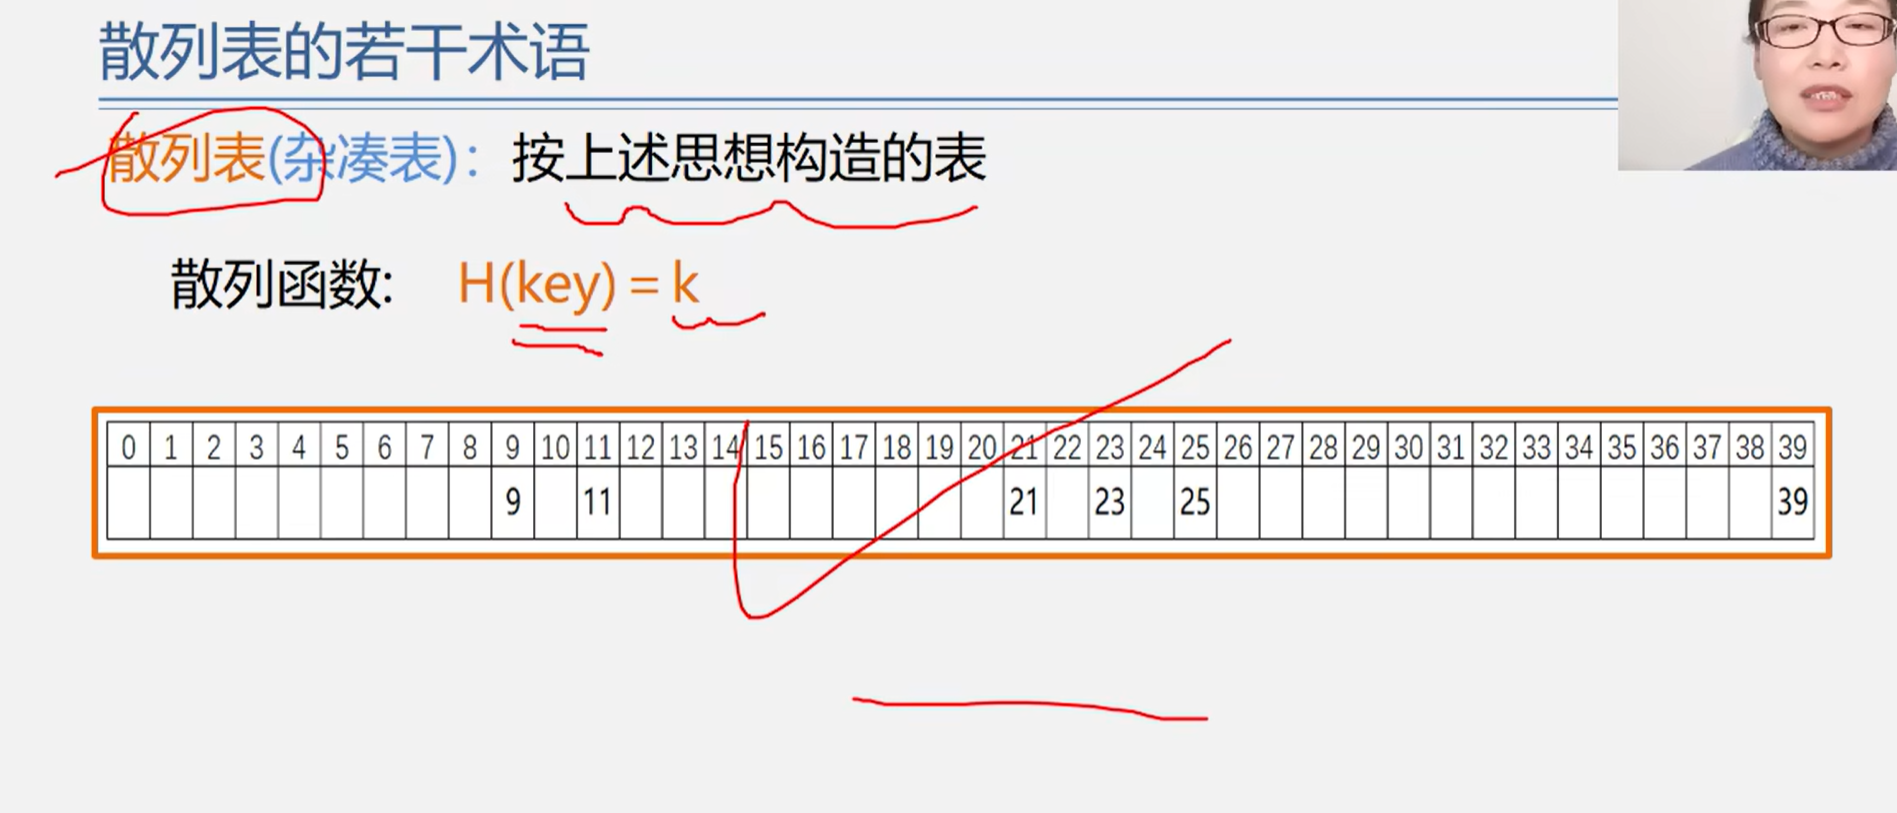 散列表的若干术语
散列表(杂凑表)：按上述思想构造的表
散列函数: H(key) = k
0 1 2 3 4 5 6 7 8 9 10 11 12 13 14 15 16 17 18 19 20 21 22 23 24 25 26 27 28 29 30 31 32 33 34 35 36 37 38 39
9 11 21 23 25 39